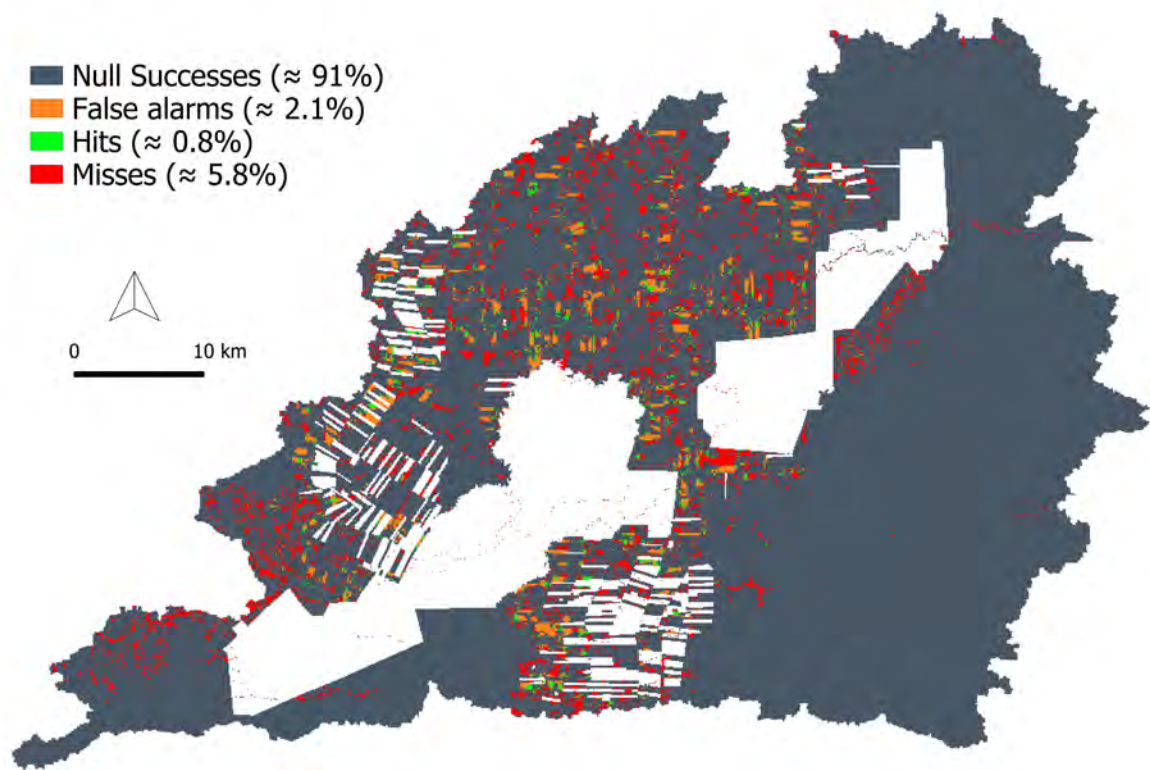 Null Successes (≈ 91%)
False alarms (≈ 2.1%)
Hits (≈ 0.8%)
Misses (≈ 5.8%)
0 10 km